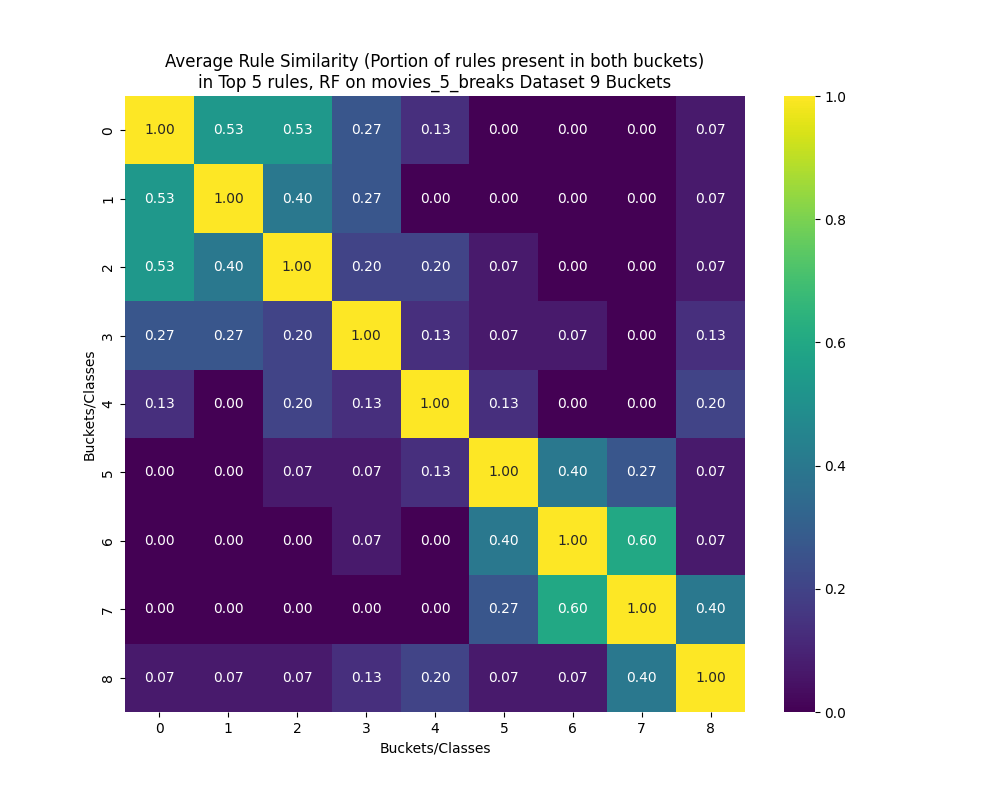 Average Rule Similarity (Portion of rules present in both buckets)
in Top 5 rules, RF on movies_5_breaks Dataset 9 Buckets
Buckets/Classes
0 1.00 0.53 0.53 0.27 0.13 0.00 0.00 0.00 0.07
1 0.53 1.00 0.40 0.27 0.00 0.00 0.00 0.00 0.07
2 0.53 0.40 1.00 0.20 0.20 0.07 0.00 0.00 0.07
3 0.27 0.27 0.20 1.00 0.13 0.07 0.07 0.00 0.13
4 0.13 0.00 0.20 0.13 1.00 0.13 0.00 0.00 0.20
5 0.00 0.00 0.07 0.07 0.13 1.00 0.40 0.27 0.07
6 0.00 0.00 0.00 0.07 0.00 0.40 1.00 0.60 0.07
7 0.00 0.00 0.00 0.00 0.00 0.27 0.60 1.00 0.40
8 0.07 0.07 0.07 0.13 0.20 0.07 0.07 0.40 1.00
0 1 2 3 4 5 6 7 8
Buckets/Classes
1.0
0.8
0.6
0.4
0.2
0.0